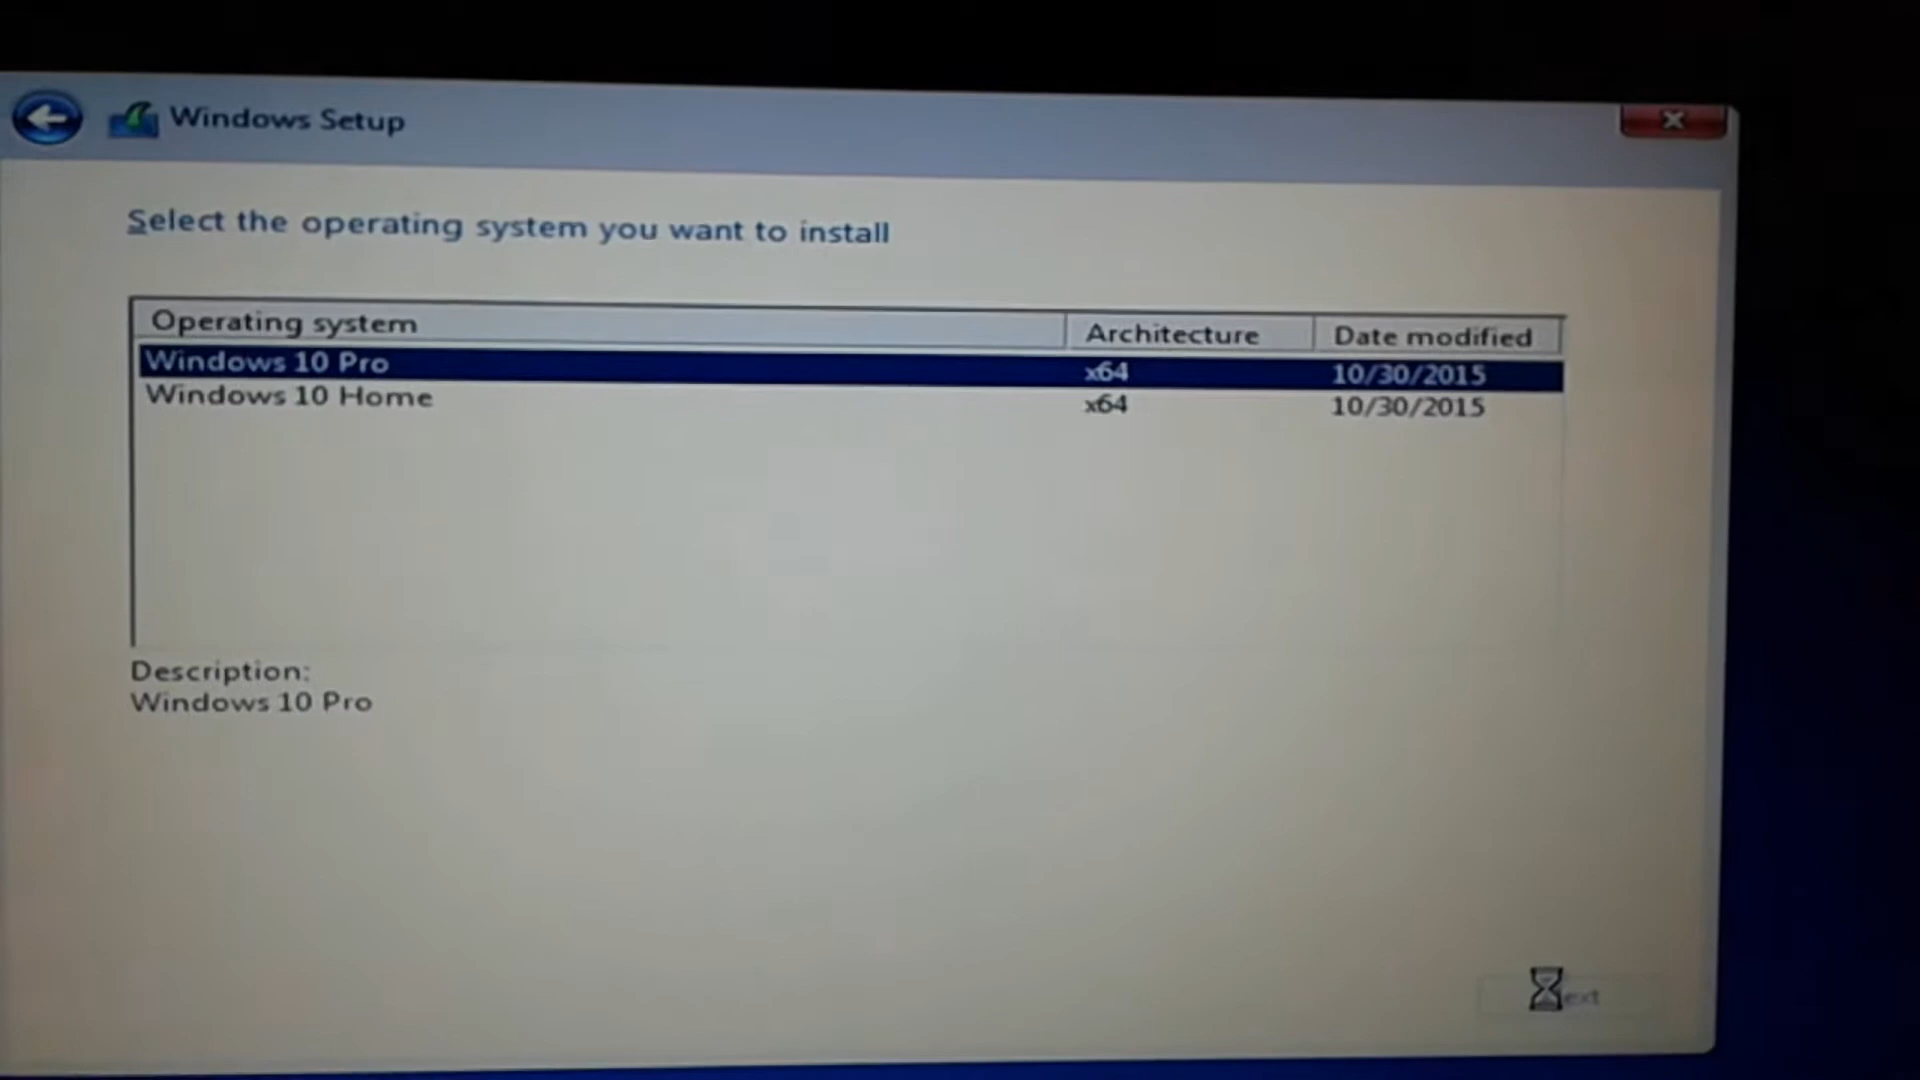 Windows Setup
Select the operating system you want to install
Operating system Architecture Date modified
Windows 10 Pro x64 10/30/2015
Windows 10 Home x64 10/30/2015
Description:
Windows 10 Pro